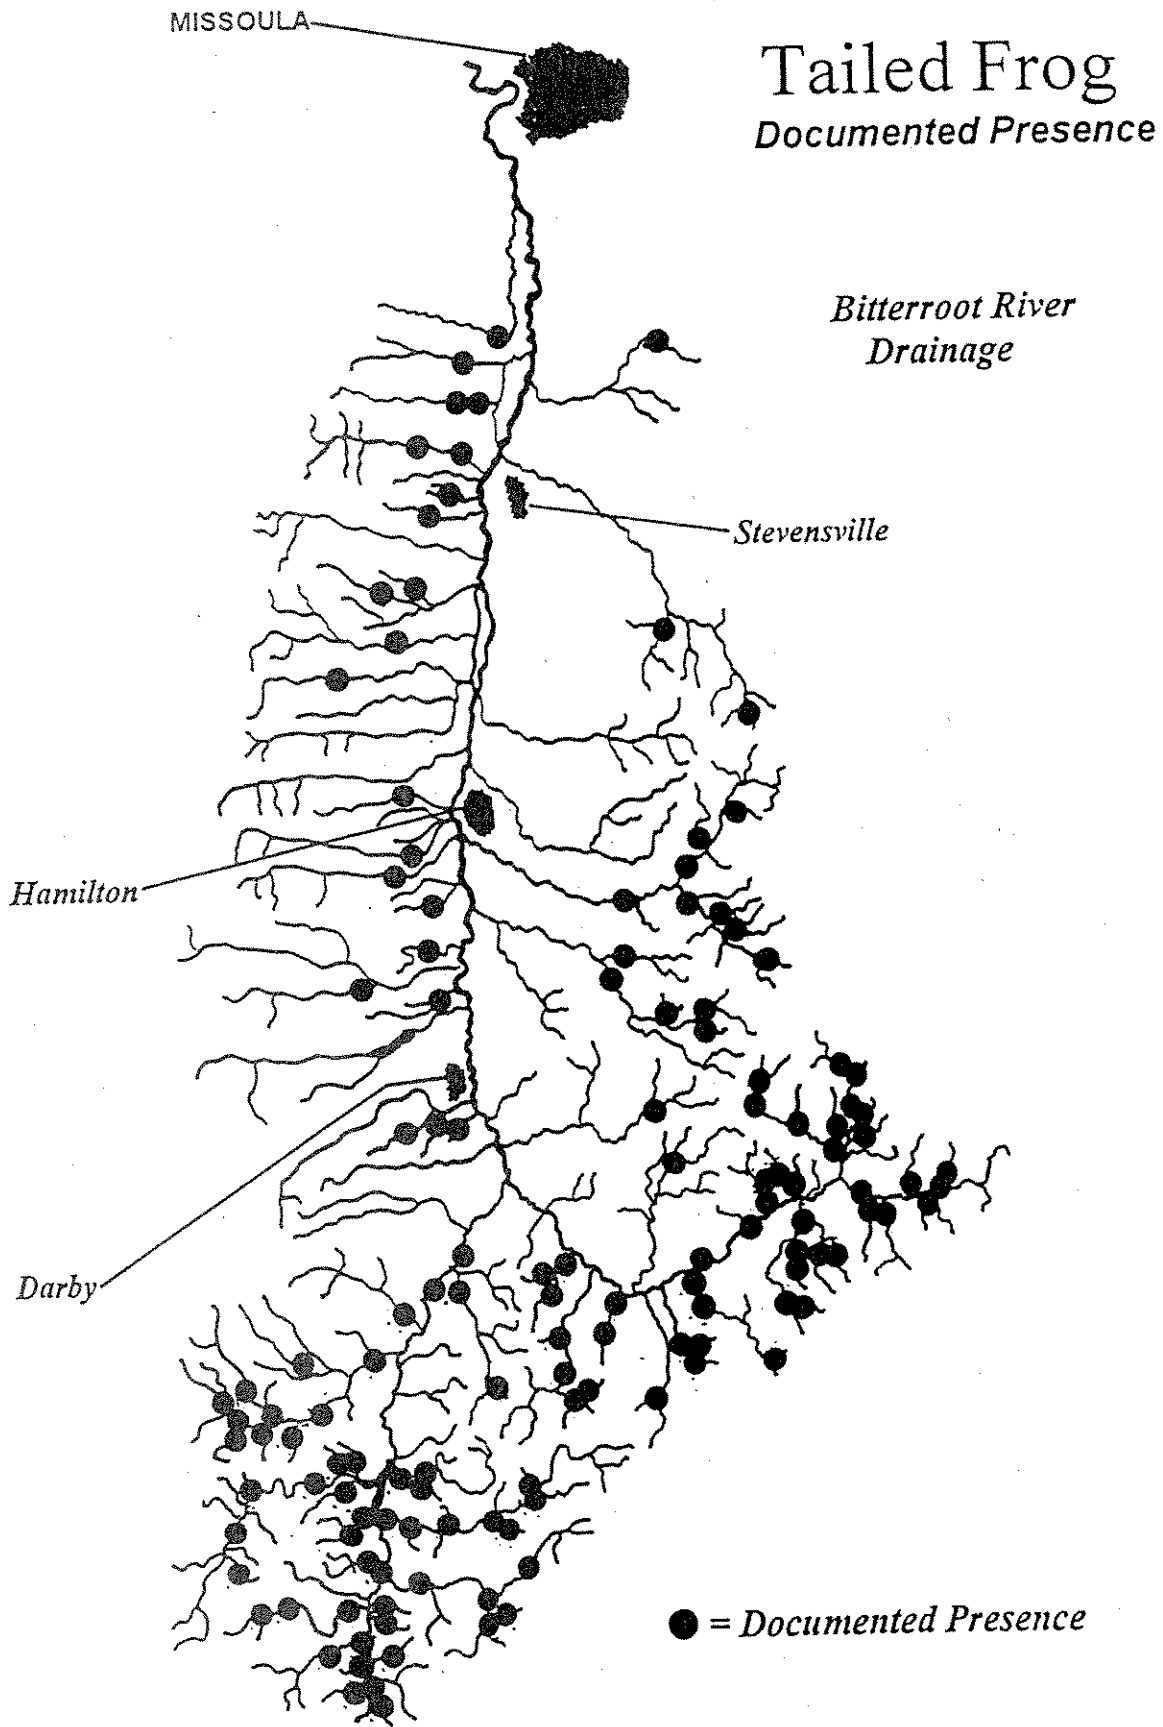 MISSOULA
Tailed Frog
Documented Presence
Bitterroot River
Drainage
Stevensville
Hamilton
Darby
= Documented Presence